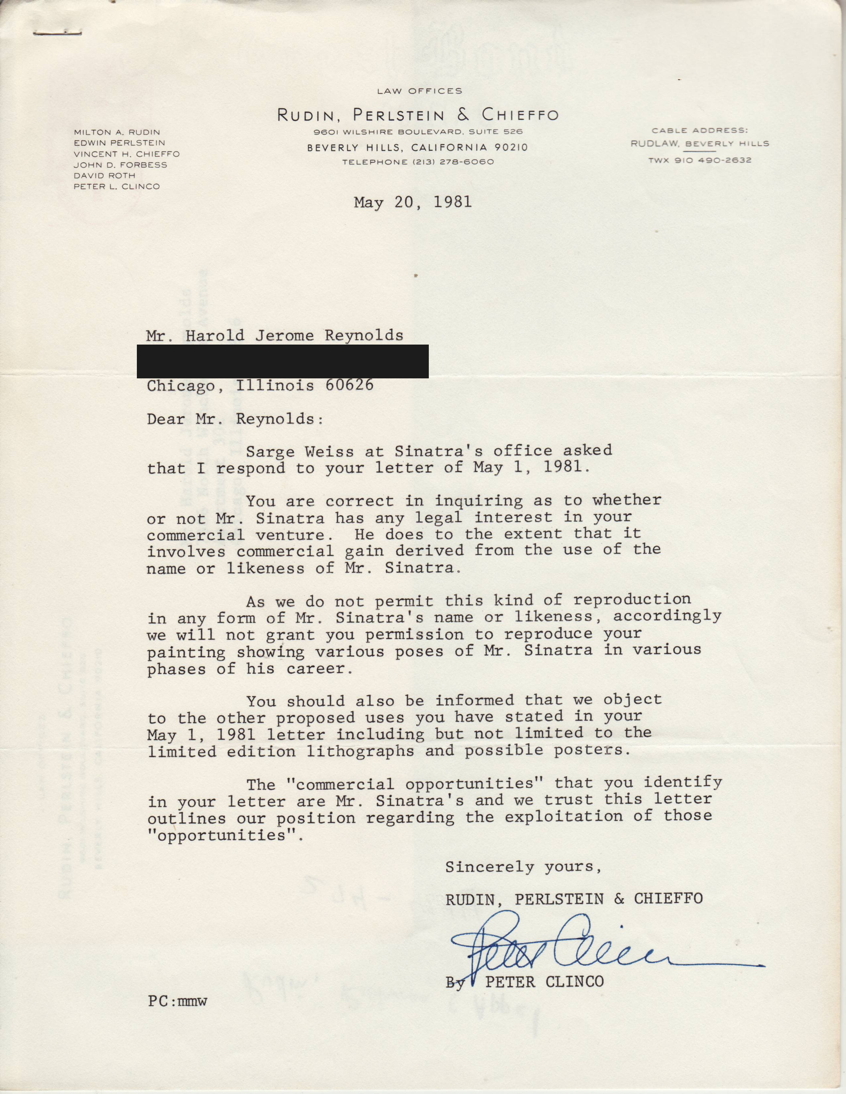 LAW OFFICES
RUDIN, PERLSTEIN & CHIEFFO
9601 WILSHIRE BOULEVARD, SUITE 526
BEVERLY HILLS, CALIFORNIA 90210
TELEPHONE (213) 278-6060
MILTON A. RUDIN
EDWIN PERLSTEIN
VINCENT H. CHIEFFO
JOHN D. FORBESS
DAVID ROTH
PETER L. CLINCO
CABLE ADDRESS:
RUDLAW, BEVERLY HILLS
TWX 910 490-2632
May 20, 1981
Mr. Harold Jerome Reynolds
Chicago, Illinois 60626
Dear Mr. Reynolds:
Sarge Weiss at Sinatra's office asked
that I respond to your letter of May 1, 1981.
You are correct in inquiring as to whether
or not Mr. Sinatra has any legal interest in your
commercial venture. He does to the extent that it
involves commercial gain derived from the use of the
name or likeness of Mr. Sinatra.
As we do not permit this kind of reproduction
in any form of Mr. Sinatra's name or likeness, accordingly
we will not grant you permission to reproduce your
painting showing various poses of Mr. Sinatra in various
phases of his career.
You should also be informed that we object
to the other proposed uses you have stated in your
May 1, 1981 letter including but not limited to the
limited edition lithographs and possible posters.
The "commercial opportunities" that you identify
in your letter are Mr. Sinatra's and we trust this letter
outlines our position regarding the exploitation of those
"opportunities".
Sincerely yours,
RUDIN, PERLSTEIN & CHIEFFO
Peter Clinco
By PETER CLINCO
PC:mmw